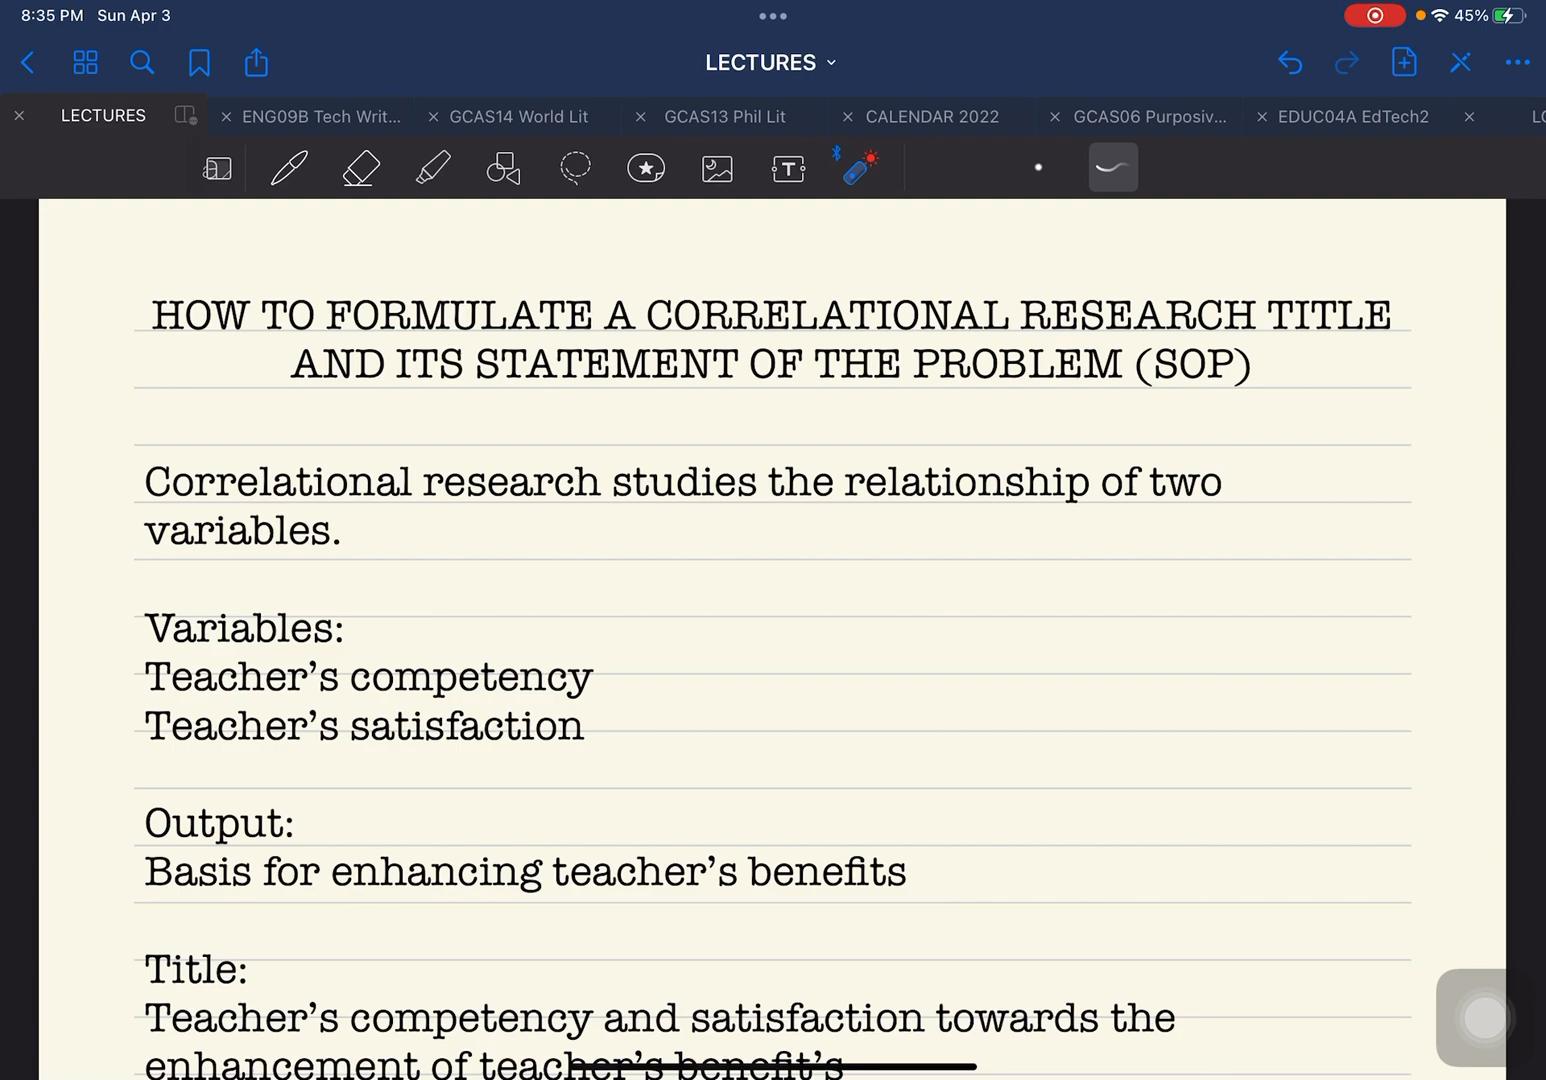 8:35 PM Sun Apr 3
45%
LECTURES
LECTURES
ENG09B Tech Writ...
GCAS14 World Lit
GCAS13 Phil Lit
CALENDAR 2022
GCAS06 Purposiv...
EDUC04A EdTech2
T
HOW TO FORMULATE A CORRELATIONAL RESEARCH TITLE
AND ITS STATEMENT OF THE PROBLEM (SOP)
Correlational research studies the relationship of two
variables.
Variables:
Teacher’s competency
Teacher’s satisfaction
Output:
Basis for enhancing teacher’s benefits
Title:
Teacher’s competency and satisfaction towards the
enhancement of teacher’s benefit’s